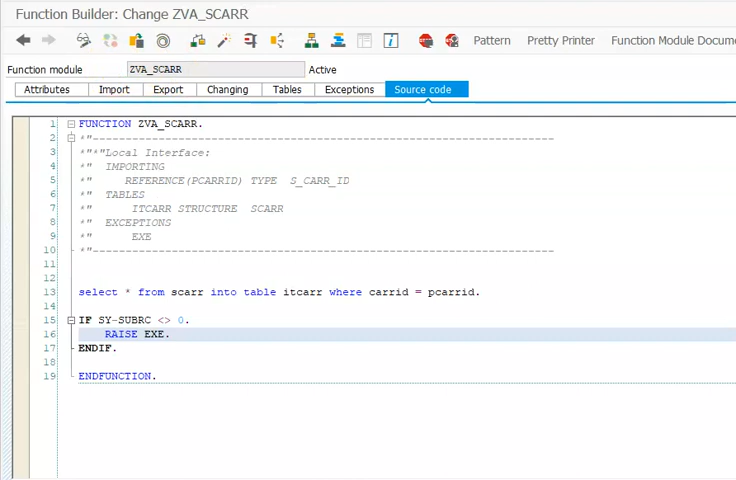 Function Builder: Change ZVA_SCARR
Pattern Pretty Printer Function Module Docume
Function module ZVA_SCARR Active
Attributes Import Export Changing Tables Exceptions Source code
1 FUNCTION ZVA_SCARR.
2 *"----------------------------------------------------------------------
3 *"*"Local Interface:
4 *" IMPORTING
5 *" REFERENCE(PCARRID) TYPE S_CARR_ID
6 *" TABLES
7 *" ITCARR STRUCTURE SCARR
8 *" EXCEPTIONS
9 *" EXE
10 *"----------------------------------------------------------------------
11
12
13 select * from scarr into table itcarr where carrid = pcarrid.
14
15 IF SY-SUBRC <> 0.
16 RAISE EXE.
17 ENDIF.
18
19 ENDFUNCTION.